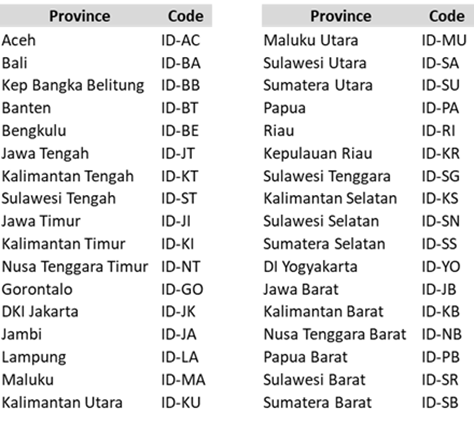 Province Code
Aceh ID-AC
Bali ID-BA
Kep Bangka Belitung ID-BB
Banten ID-BT
Bengkulu ID-BE
Jawa Tengah ID-JT
Kalimantan Tengah ID-KT
Sulawesi Tengah ID-ST
Jawa Timur ID-JI
Kalimantan Timur ID-KI
Nusa Tenggara Timur ID-NT
Gorontalo ID-GO
DKI Jakarta ID-JK
Jambi ID-JA
Lampung ID-LA
Maluku ID-MA
Kalimantan Utara ID-KU
Province Code
Maluku Utara ID-MU
Sulawesi Utara ID-SA
Sumatera Utara ID-SU
Papua ID-PA
Riau ID-RI
Kepulauan Riau ID-KR
Sulawesi Tenggara ID-SG
Kalimantan Selatan ID-KS
Sulawesi Selatan ID-SN
Sumatera Selatan ID-SS
DI Yogyakarta ID-YO
Jawa Barat ID-JB
Kalimantan Barat ID-KB
Nusa Tenggara Barat ID-NB
Papua Barat ID-PB
Sulawesi Barat ID-SR
Sumatera Barat ID-SB